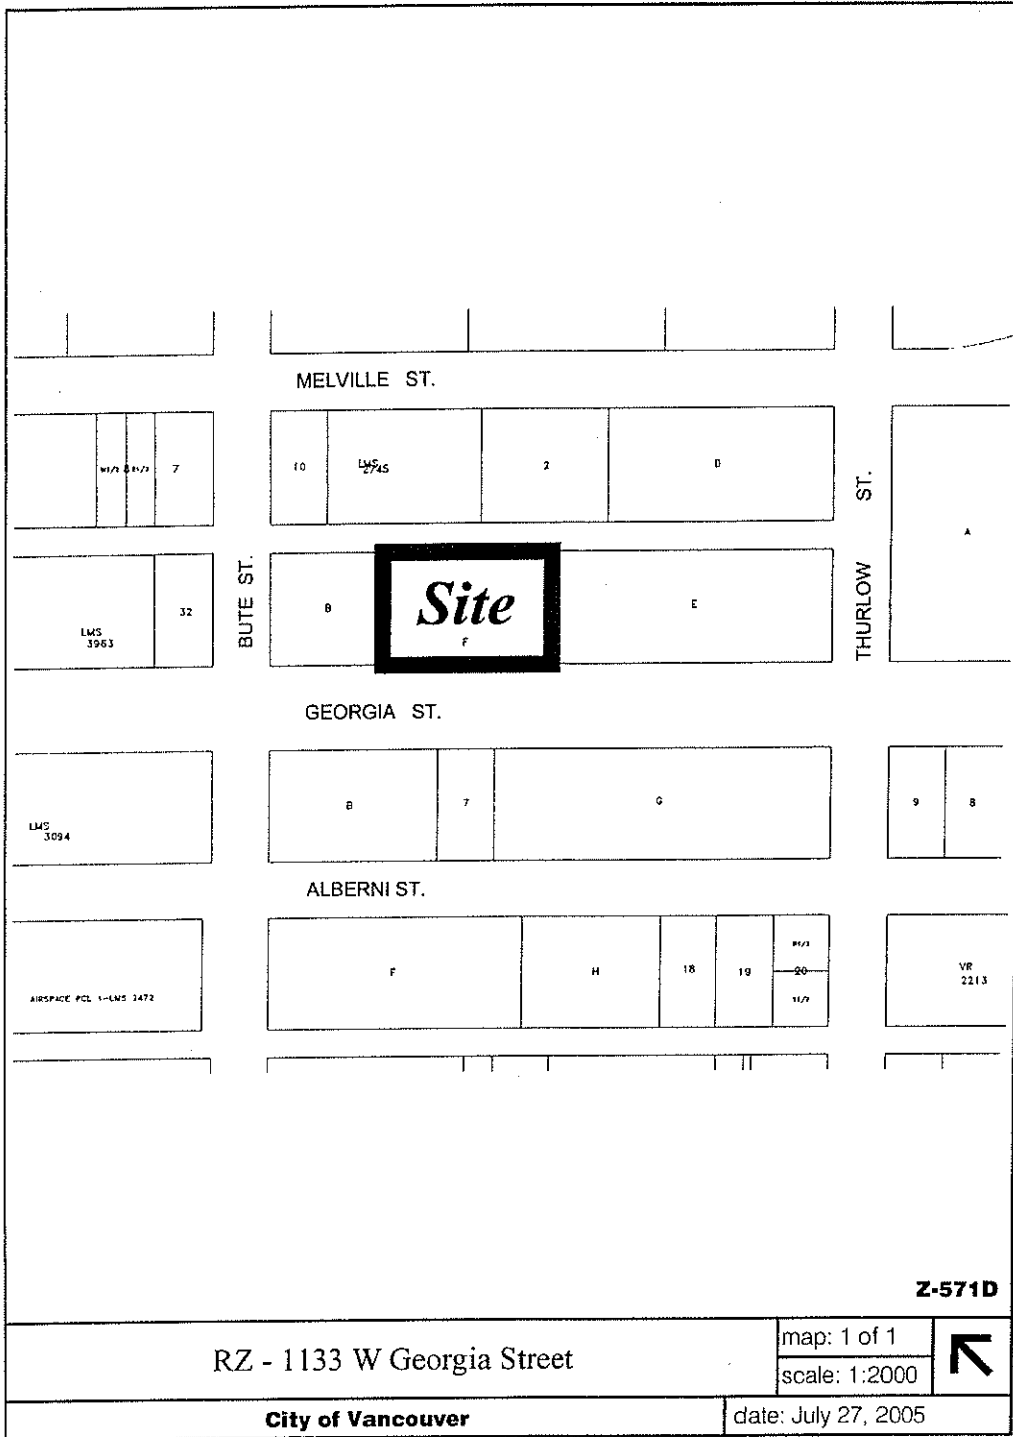 MELVILLE ST.
7
10
LMS
2745
2
D
THURLOW ST.
A
BUTE ST.
LMS
3963
32
B
Site
F
E
GEORGIA ST.
LMS
3094
B
7
G
9
8
ALBERNI ST.
F
H
18
19
20
VR
2213
Z-571D
RZ - 1133 W Georgia Street
map: 1 of 1
scale: 1:2000
City of Vancouver
date: July 27, 2005